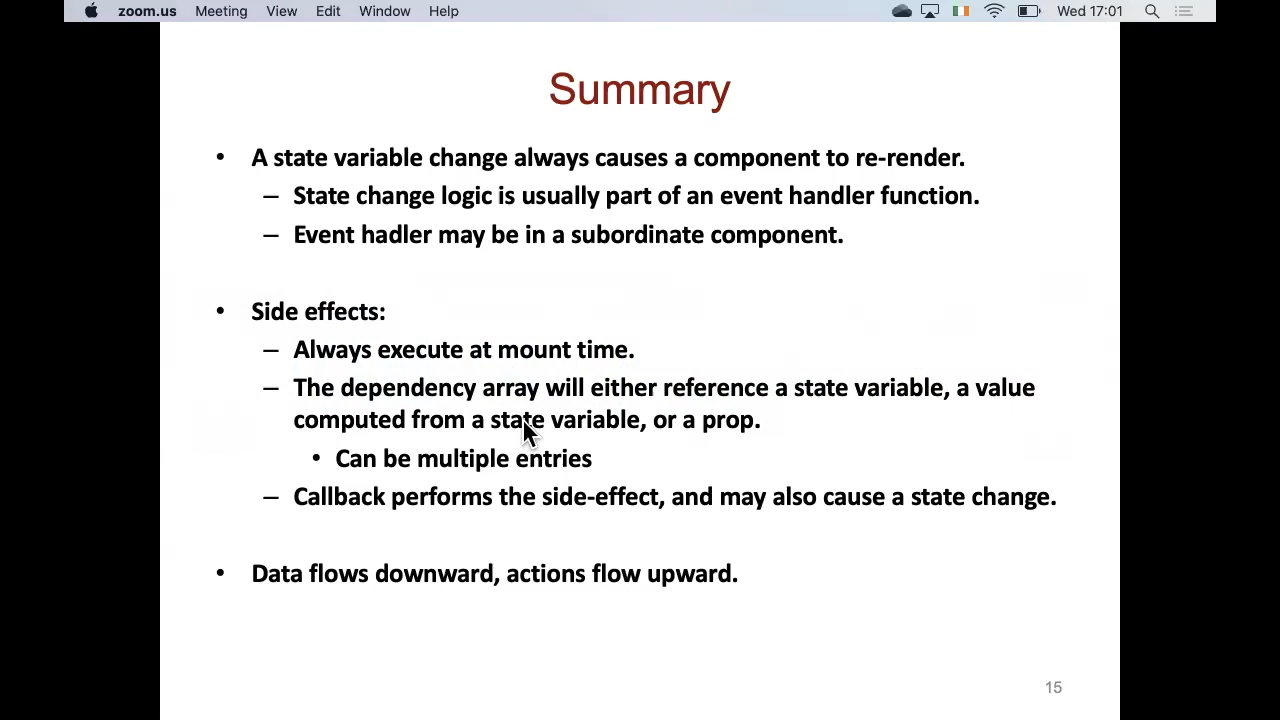 zoom.us Meeting View Edit Window Help Wed 17:01
Summary
• A state variable change always causes a component to re-render.
– State change logic is usually part of an event handler function.
– Event hadler may be in a subordinate component.
• Side effects:
– Always execute at mount time.
– The dependency array will either reference a state variable, a value
computed from a state variable, or a prop.
• Can be multiple entries
– Callback performs the side-effect, and may also cause a state change.
• Data flows downward, actions flow upward.
15